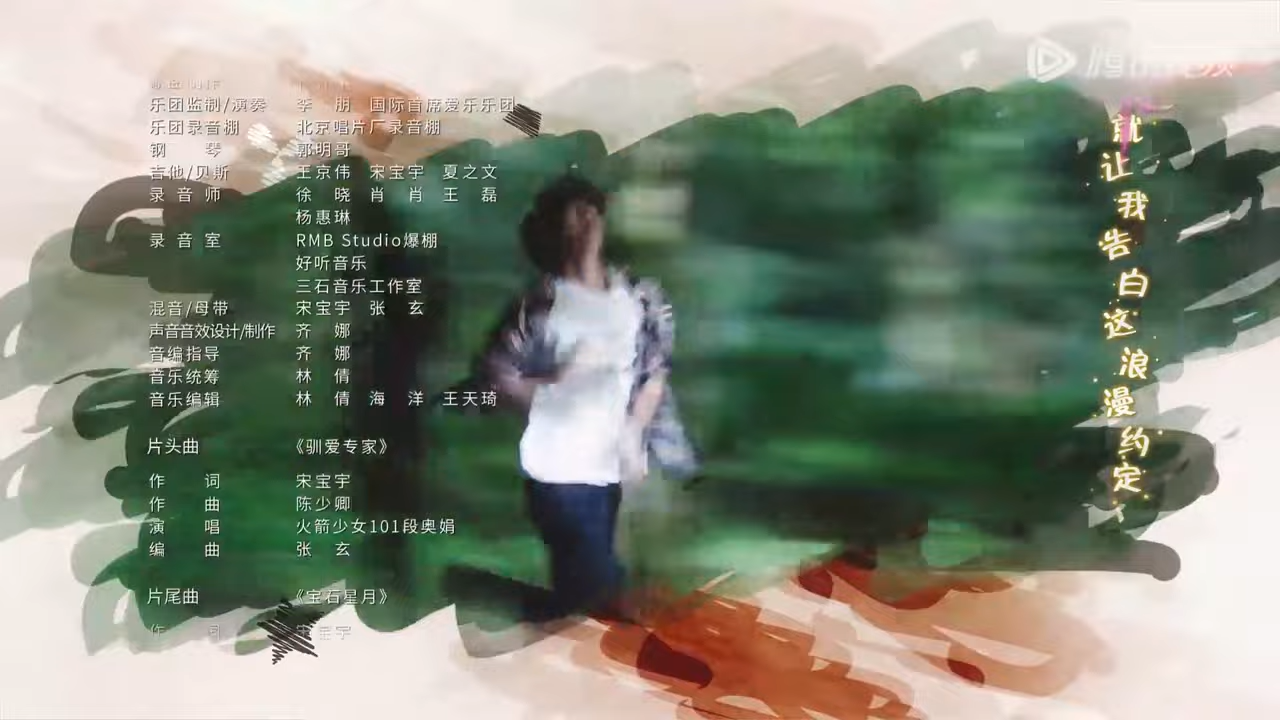 乐团监制/演奏 李 朋 国际首席爱乐乐团
乐团录音棚 北京唱片厂录音棚
钢 琴 郭明哥
吉他/贝斯 王京伟 宋宝宇 夏之文
录 音 师 徐 晓 肖 肖 王 磊
杨惠琳
录 音 室 RMB Studio爆棚
好听音乐
三石音乐工作室
混音/母带 宋宝宇 张 玄
声音音效设计/制作 齐 娜
音编指导 齐 娜
音乐统筹 林 倩
音乐编辑 林 倩 海 洋 王天琦
片头曲 《驯爱专家》
作 词 宋宝宇
作 曲 陈少卿
演 唱 火箭少女101段奥娟
编 曲 张 玄
片尾曲 《宝石星月》
作 词 宋宝宇
腾讯视频
就让我告白这浪漫约定